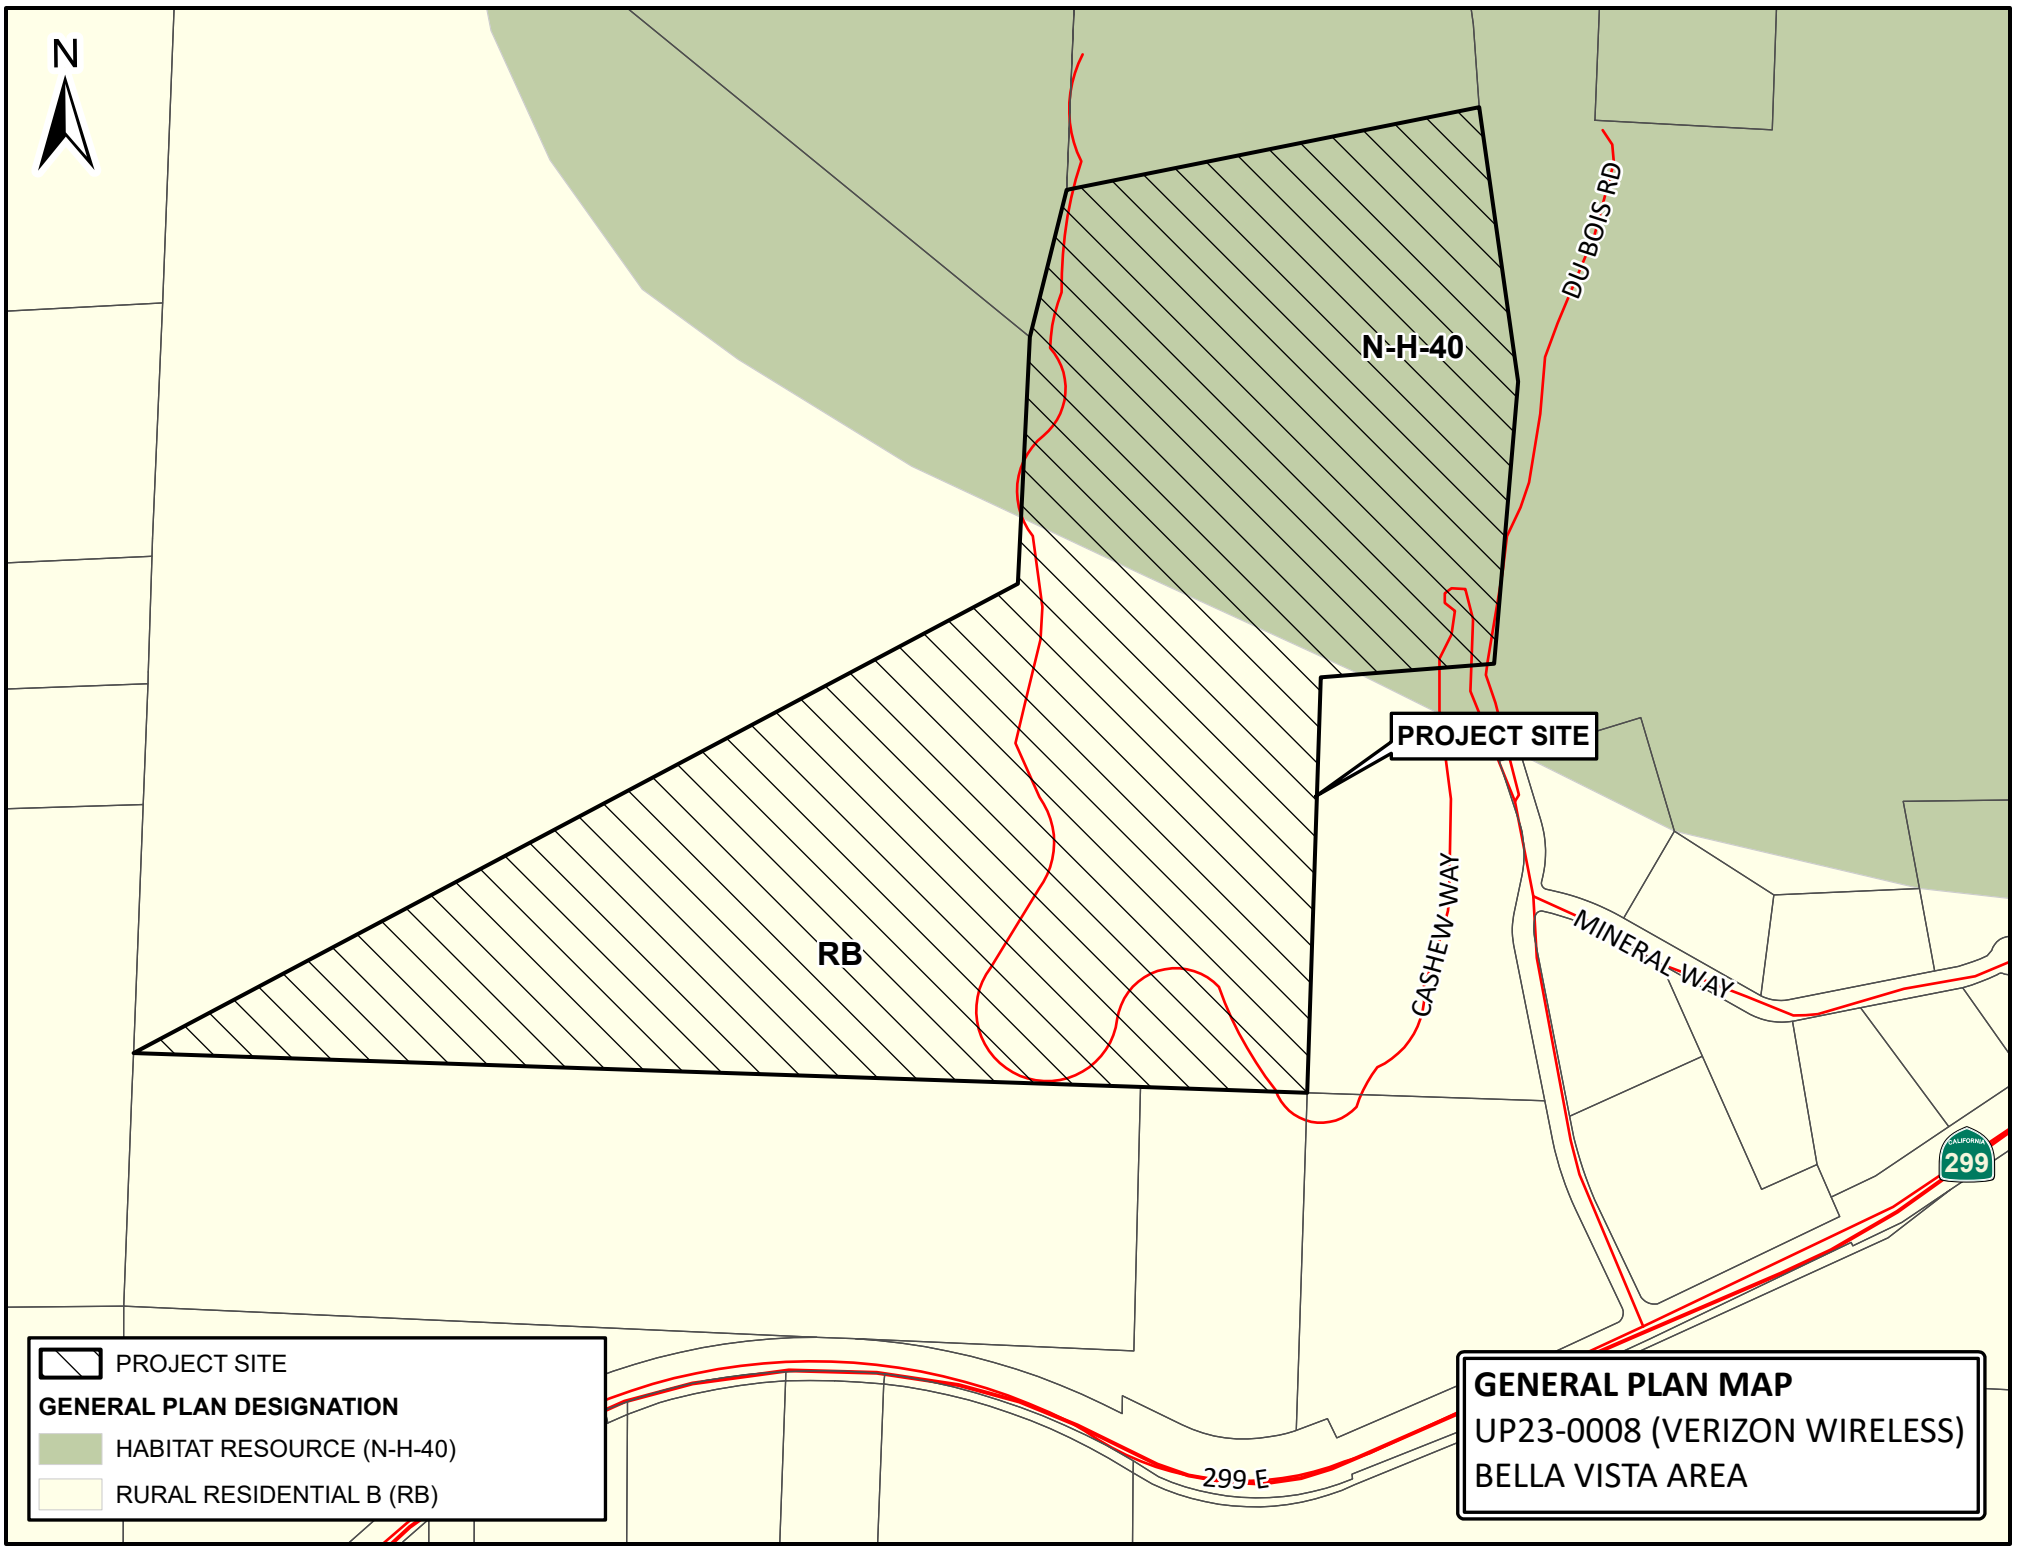 N
DU BOIS RD
N-H-40
PROJECT SITE
CASHEW WAY
MINERAL WAY
RB
CALIFORNIA
299
299 E
PROJECT SITE
GENERAL PLAN DESIGNATION
HABITAT RESOURCE (N-H-40)
RURAL RESIDENTIAL B (RB)
GENERAL PLAN MAP
UP23-0008 (VERIZON WIRELESS)
BELLA VISTA AREA